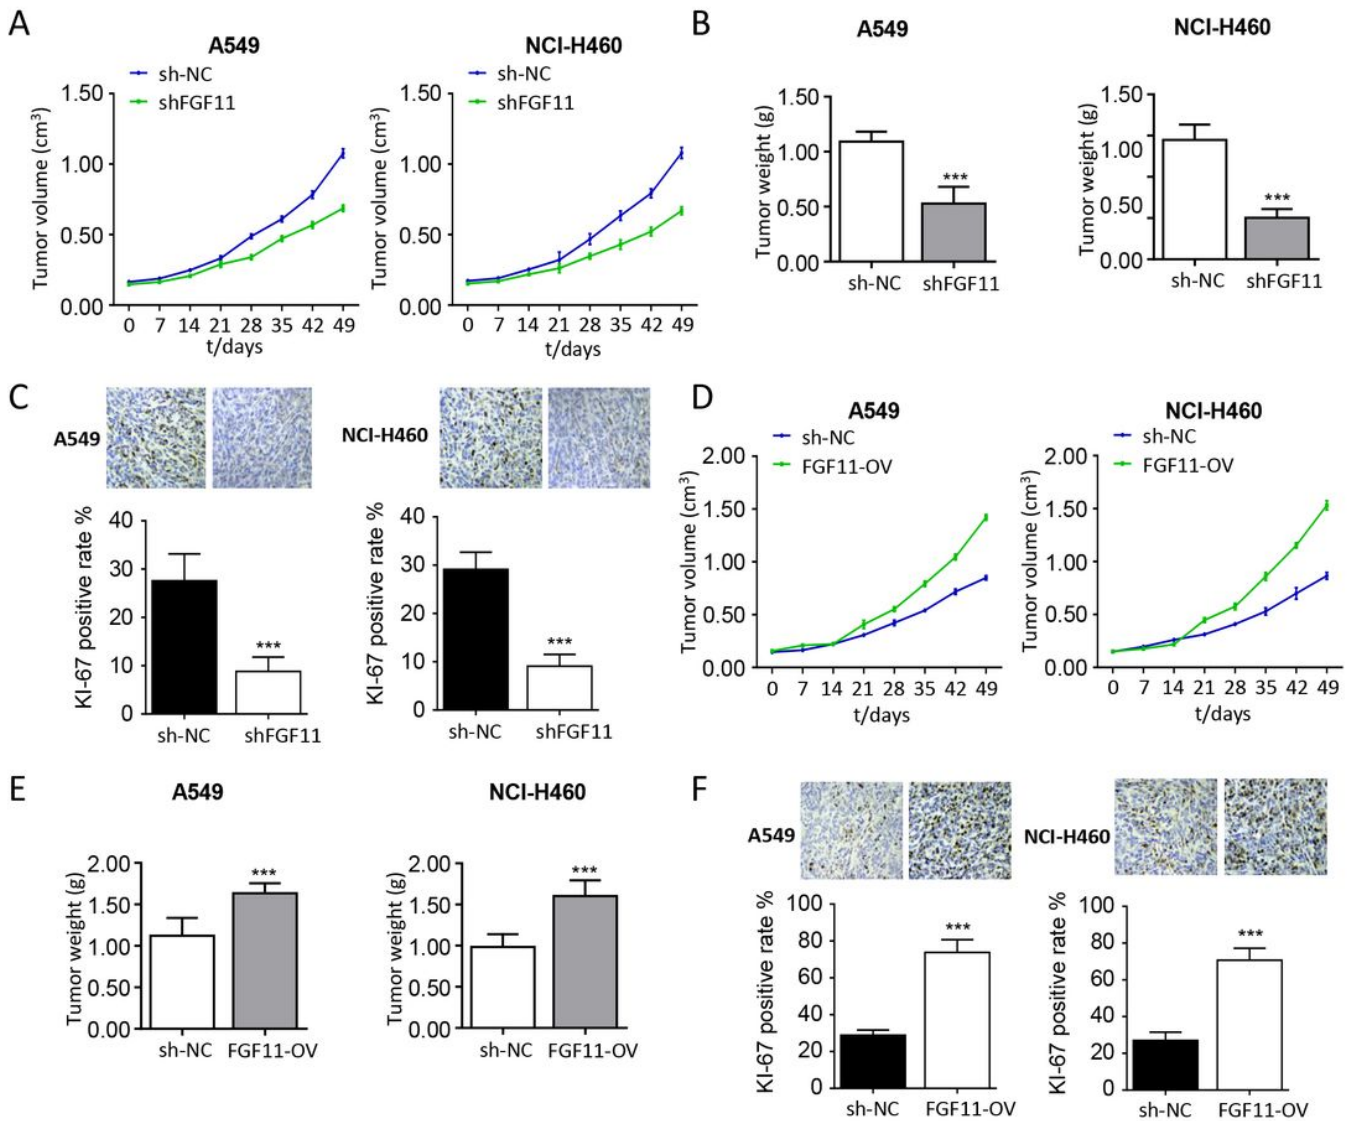 A
A549
sh-NC
shFGF11
Tumor volume (cm³)
1.50
1.00
0.50
0.00
0 7 14 21 28 35 42 49
t/days
NCI-H460
sh-NC
shFGF11
Tumor volume (cm³)
1.50
1.00
0.50
0.00
0 7 14 21 28 35 42 49
t/days
B
A549
Tumor weight (g)
1.50
1.00
0.50
0.00
***
sh-NC shFGF11
NCI-H460
Tumor weight (g)
1.50
1.00
0.50
0.00
***
sh-NC shFGF11
C
A549
KI-67 positive rate %
40
30
20
10
0
***
sh-NC shFGF11
NCI-H460
KI-67 positive rate %
40
30
20
10
0
***
sh-NC shFGF11
D
A549
sh-NC
FGF11-OV
Tumor volume (cm³)
2.00
1.50
1.00
0.50
0.00
0 7 14 21 28 35 42 49
t/days
NCI-H460
sh-NC
FGF11-OV
Tumor volume (cm³)
2.00
1.50
1.00
0.50
0.00
0 7 14 21 28 35 42 49
t/days
E
A549
Tumor weight (g)
2.00
1.50
1.00
0.50
0.00
***
sh-NC FGF11-OV
NCI-H460
Tumor weight (g)
2.00
1.50
1.00
0.50
0.00
***
sh-NC FGF11-OV
F
A549
KI-67 positive rate %
100
80
60
40
20
0
***
sh-NC FGF11-OV
NCI-H460
KI-67 positive rate %
100
80
60
40
20
0
***
sh-NC FGF11-OV